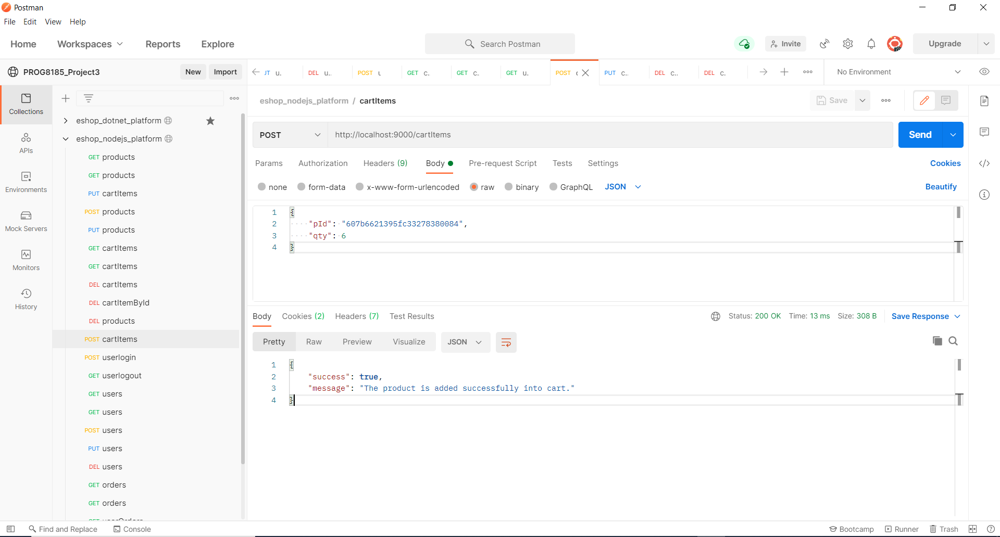 Postman
File Edit View Help
Home Workspaces Reports Explore Search Postman Invite Upgrade
PROG8185_Project3 New Import
JT u. DEL u.. POST GET c. GET c. GET u. POST PUT c.. DEL c.. DEL c. No Environment
Collections
APIs
Environments
Mock Servers
Monitors
History
eshop_dotnet_platform
eshop_nodejs_platform
GET products
GET products
PUT cartItems
POST products
PUT products
GET cartItems
GET cartItems
DEL cartItems
DEL cartItemById
DEL products
POST cartItems
POST userlogin
GET userlogout
GET users
GET users
POST users
PUT users
DEL users
GET orders
GET orders
GET userOrders
eshop_nodejs_platform / cartItems Save
POST http://localhost:9000/cartItems Send
Params Authorization Headers (9) Body Pre-request Script Tests Settings Cookies
none form-data x-www-form-urlencoded raw binary GraphQL JSON Beautify
1 {
2 "pId": "607b6621395fc33278380084",
3 "qty": 6
4 }
Body Cookies (2) Headers (7) Test Results Status: 200 OK Time: 13 ms Size: 308 B Save Response
Pretty Raw Preview Visualize JSON
1 {
2 "success": true,
3 "message": "The product is added successfully into cart."
4 }
Find and Replace Console Bootcamp Runner Trash